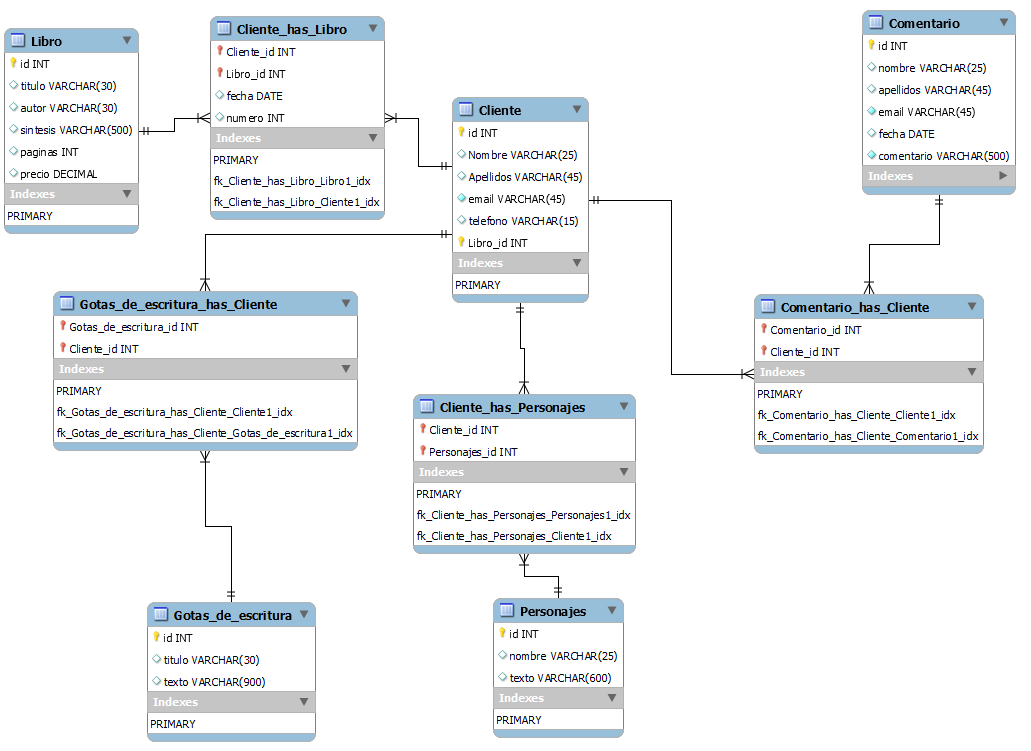 Libro
id INT
titulo VARCHAR(30)
autor VARCHAR(30)
sintesis VARCHAR(500)
paginas INT
precio DECIMAL
Indexes
PRIMARY
Cliente_has_Libro
Cliente_id INT
Libro_id INT
fecha DATE
numero INT
Indexes
PRIMARY
fk_Cliente_has_Libro_Libro1_idx
fk_Cliente_has_Libro_Cliente1_idx
Cliente
id INT
Nombre VARCHAR(25)
Apellidos VARCHAR(45)
email VARCHAR(45)
telefono VARCHAR(15)
Libro_id INT
Indexes
PRIMARY
Comentario
id INT
nombre VARCHAR(25)
apellidos VARCHAR(45)
email VARCHAR(45)
fecha DATE
comentario VARCHAR(500)
Indexes
Gotas_de_escritura_has_Cliente
Gotas_de_escritura_id INT
Cliente_id INT
Indexes
PRIMARY
fk_Gotas_de_escritura_has_Cliente_Cliente1_idx
fk_Gotas_de_escritura_has_Cliente_Gotas_de_escritura1_idx
Cliente_has_Personajes
Cliente_id INT
Personajes_id INT
Indexes
PRIMARY
fk_Cliente_has_Personajes_Personajes1_idx
fk_Cliente_has_Personajes_Cliente1_idx
Comentario_has_Cliente
Comentario_id INT
Cliente_id INT
Indexes
PRIMARY
fk_Comentario_has_Cliente_Cliente1_idx
fk_Comentario_has_Cliente_Comentario1_idx
Gotas_de_escritura
id INT
titulo VARCHAR(30)
texto VARCHAR(900)
Indexes
PRIMARY
Personajes
id INT
nombre VARCHAR(25)
texto VARCHAR(600)
Indexes
PRIMARY